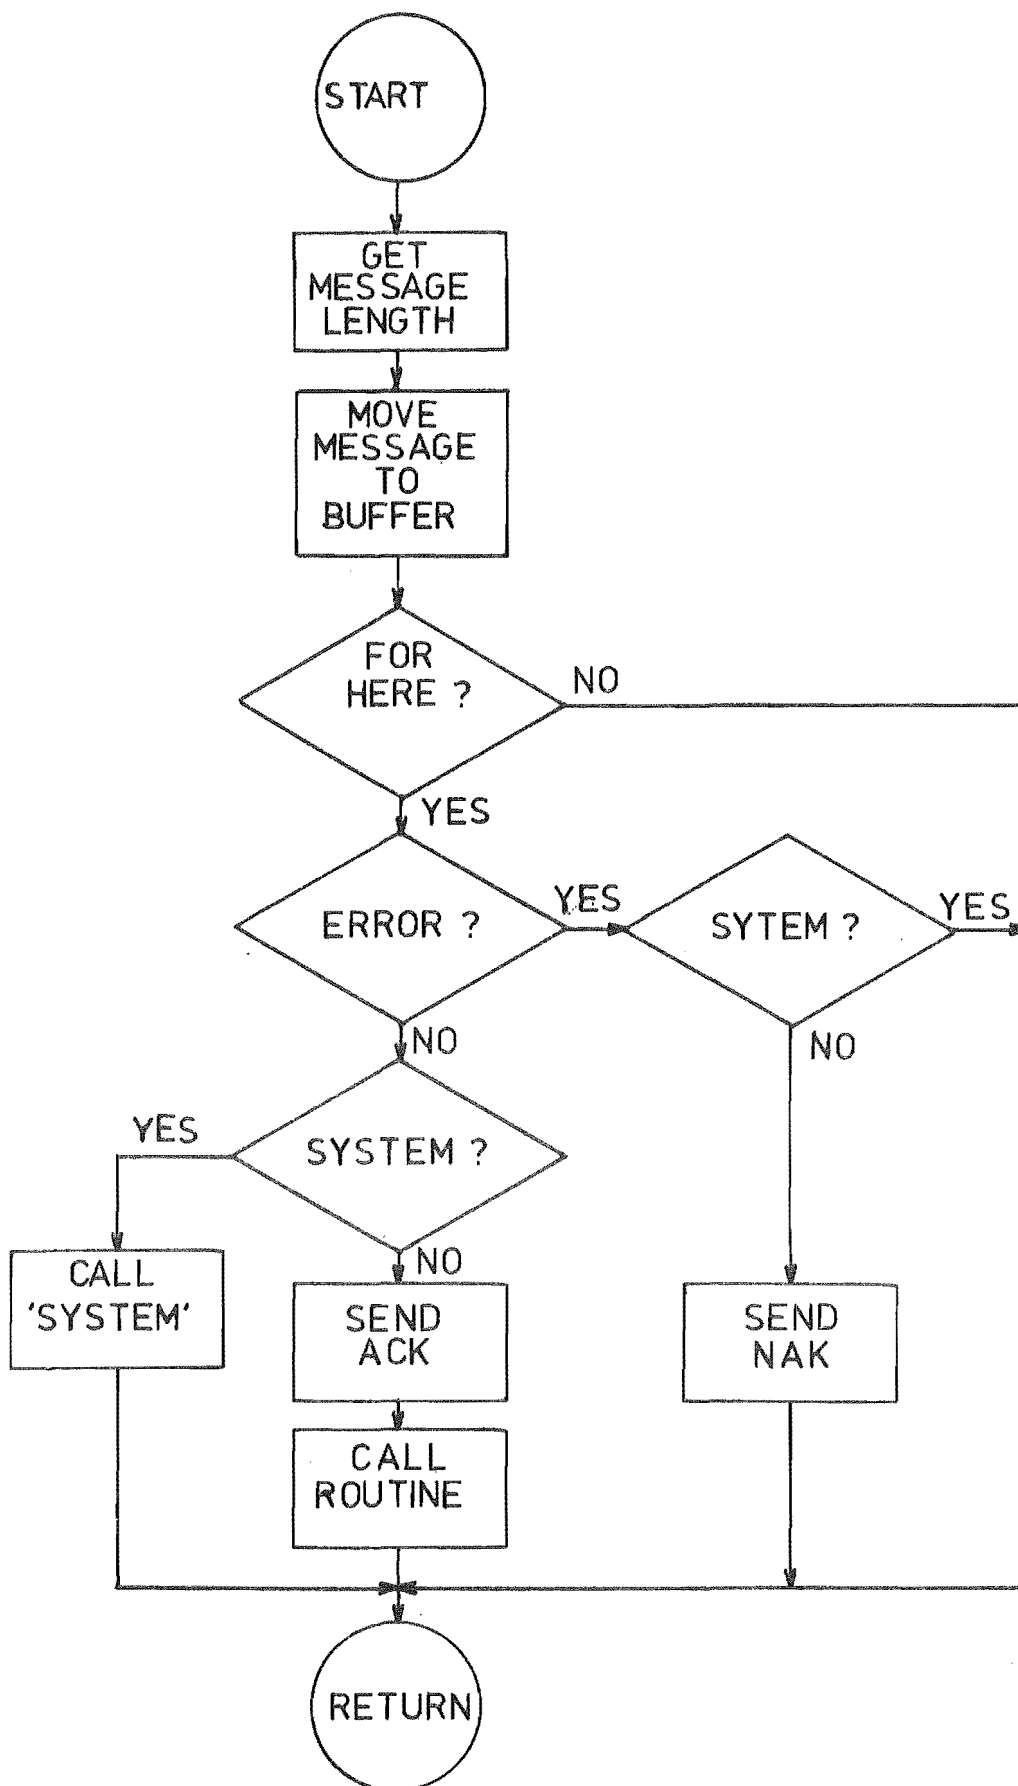 START
GET
MESSAGE
LENGTH
MOVE
MESSAGE
TO
BUFFER
FOR
HERE ?
NO
YES
ERROR ?
YES
SYTEM ?
YES
NO
NO
SYSTEM ?
YES
NO
CALL
'SYSTEM'
SEND
ACK
SEND
NAK
CALL
ROUTINE
RETURN